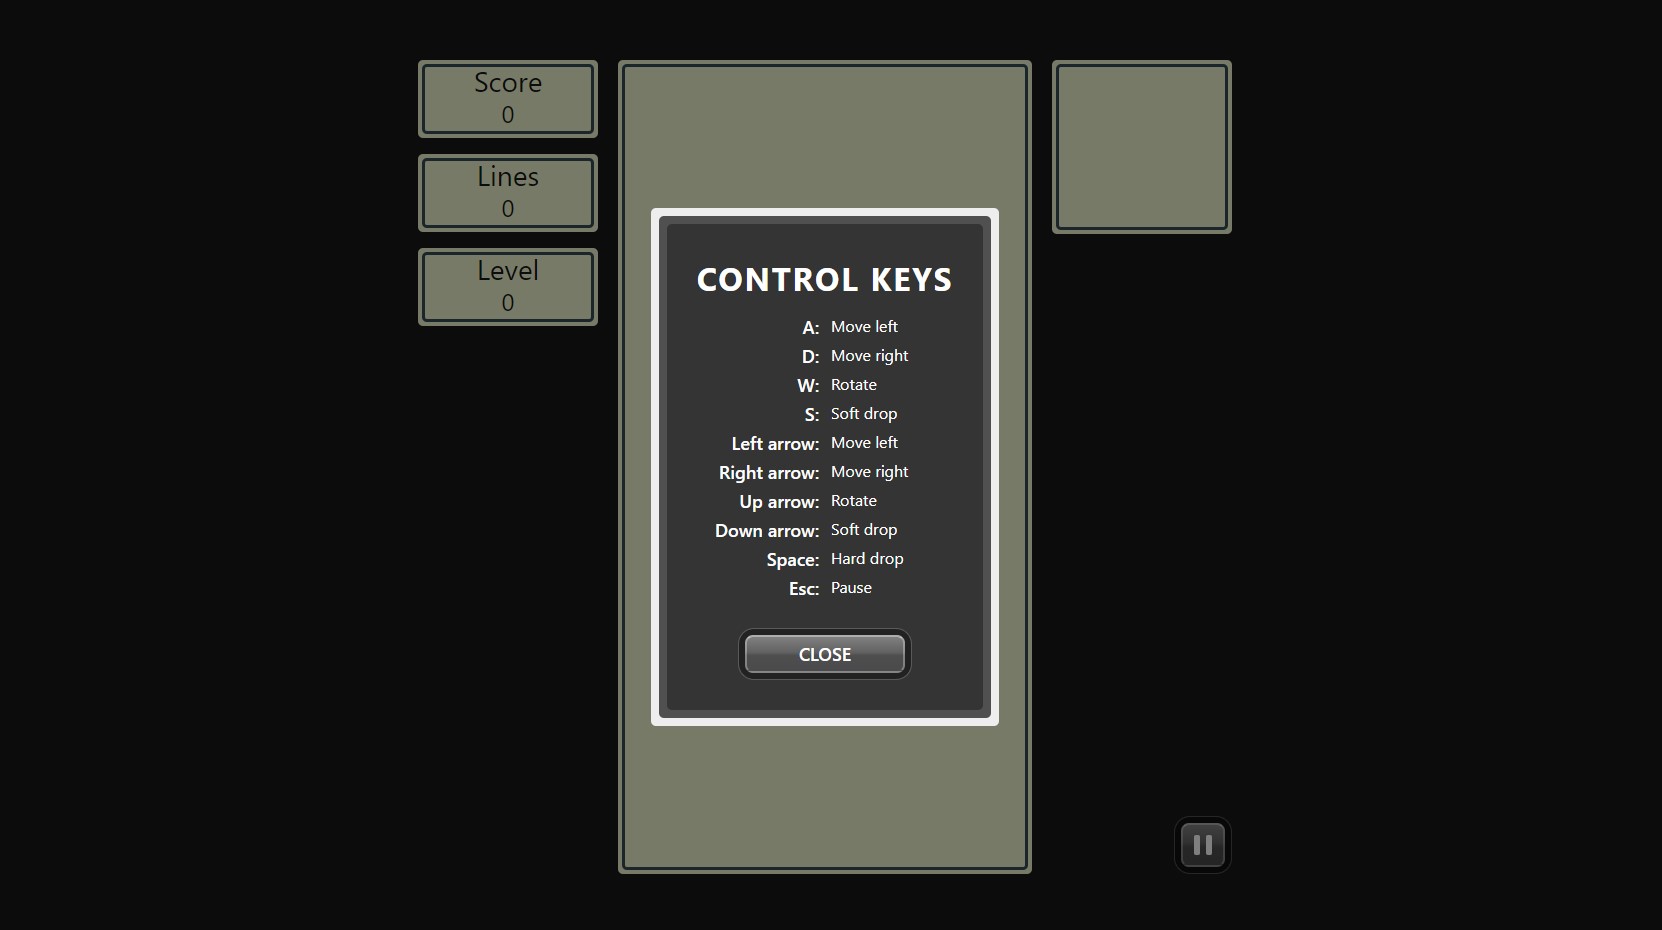 Score
0
Lines
0
Level
0
CONTROL KEYS
A: Move left
D: Move right
W: Rotate
S: Soft drop
Left arrow: Move left
Right arrow: Move right
Up arrow: Rotate
Down arrow: Soft drop
Space: Hard drop
Esc: Pause
CLOSE